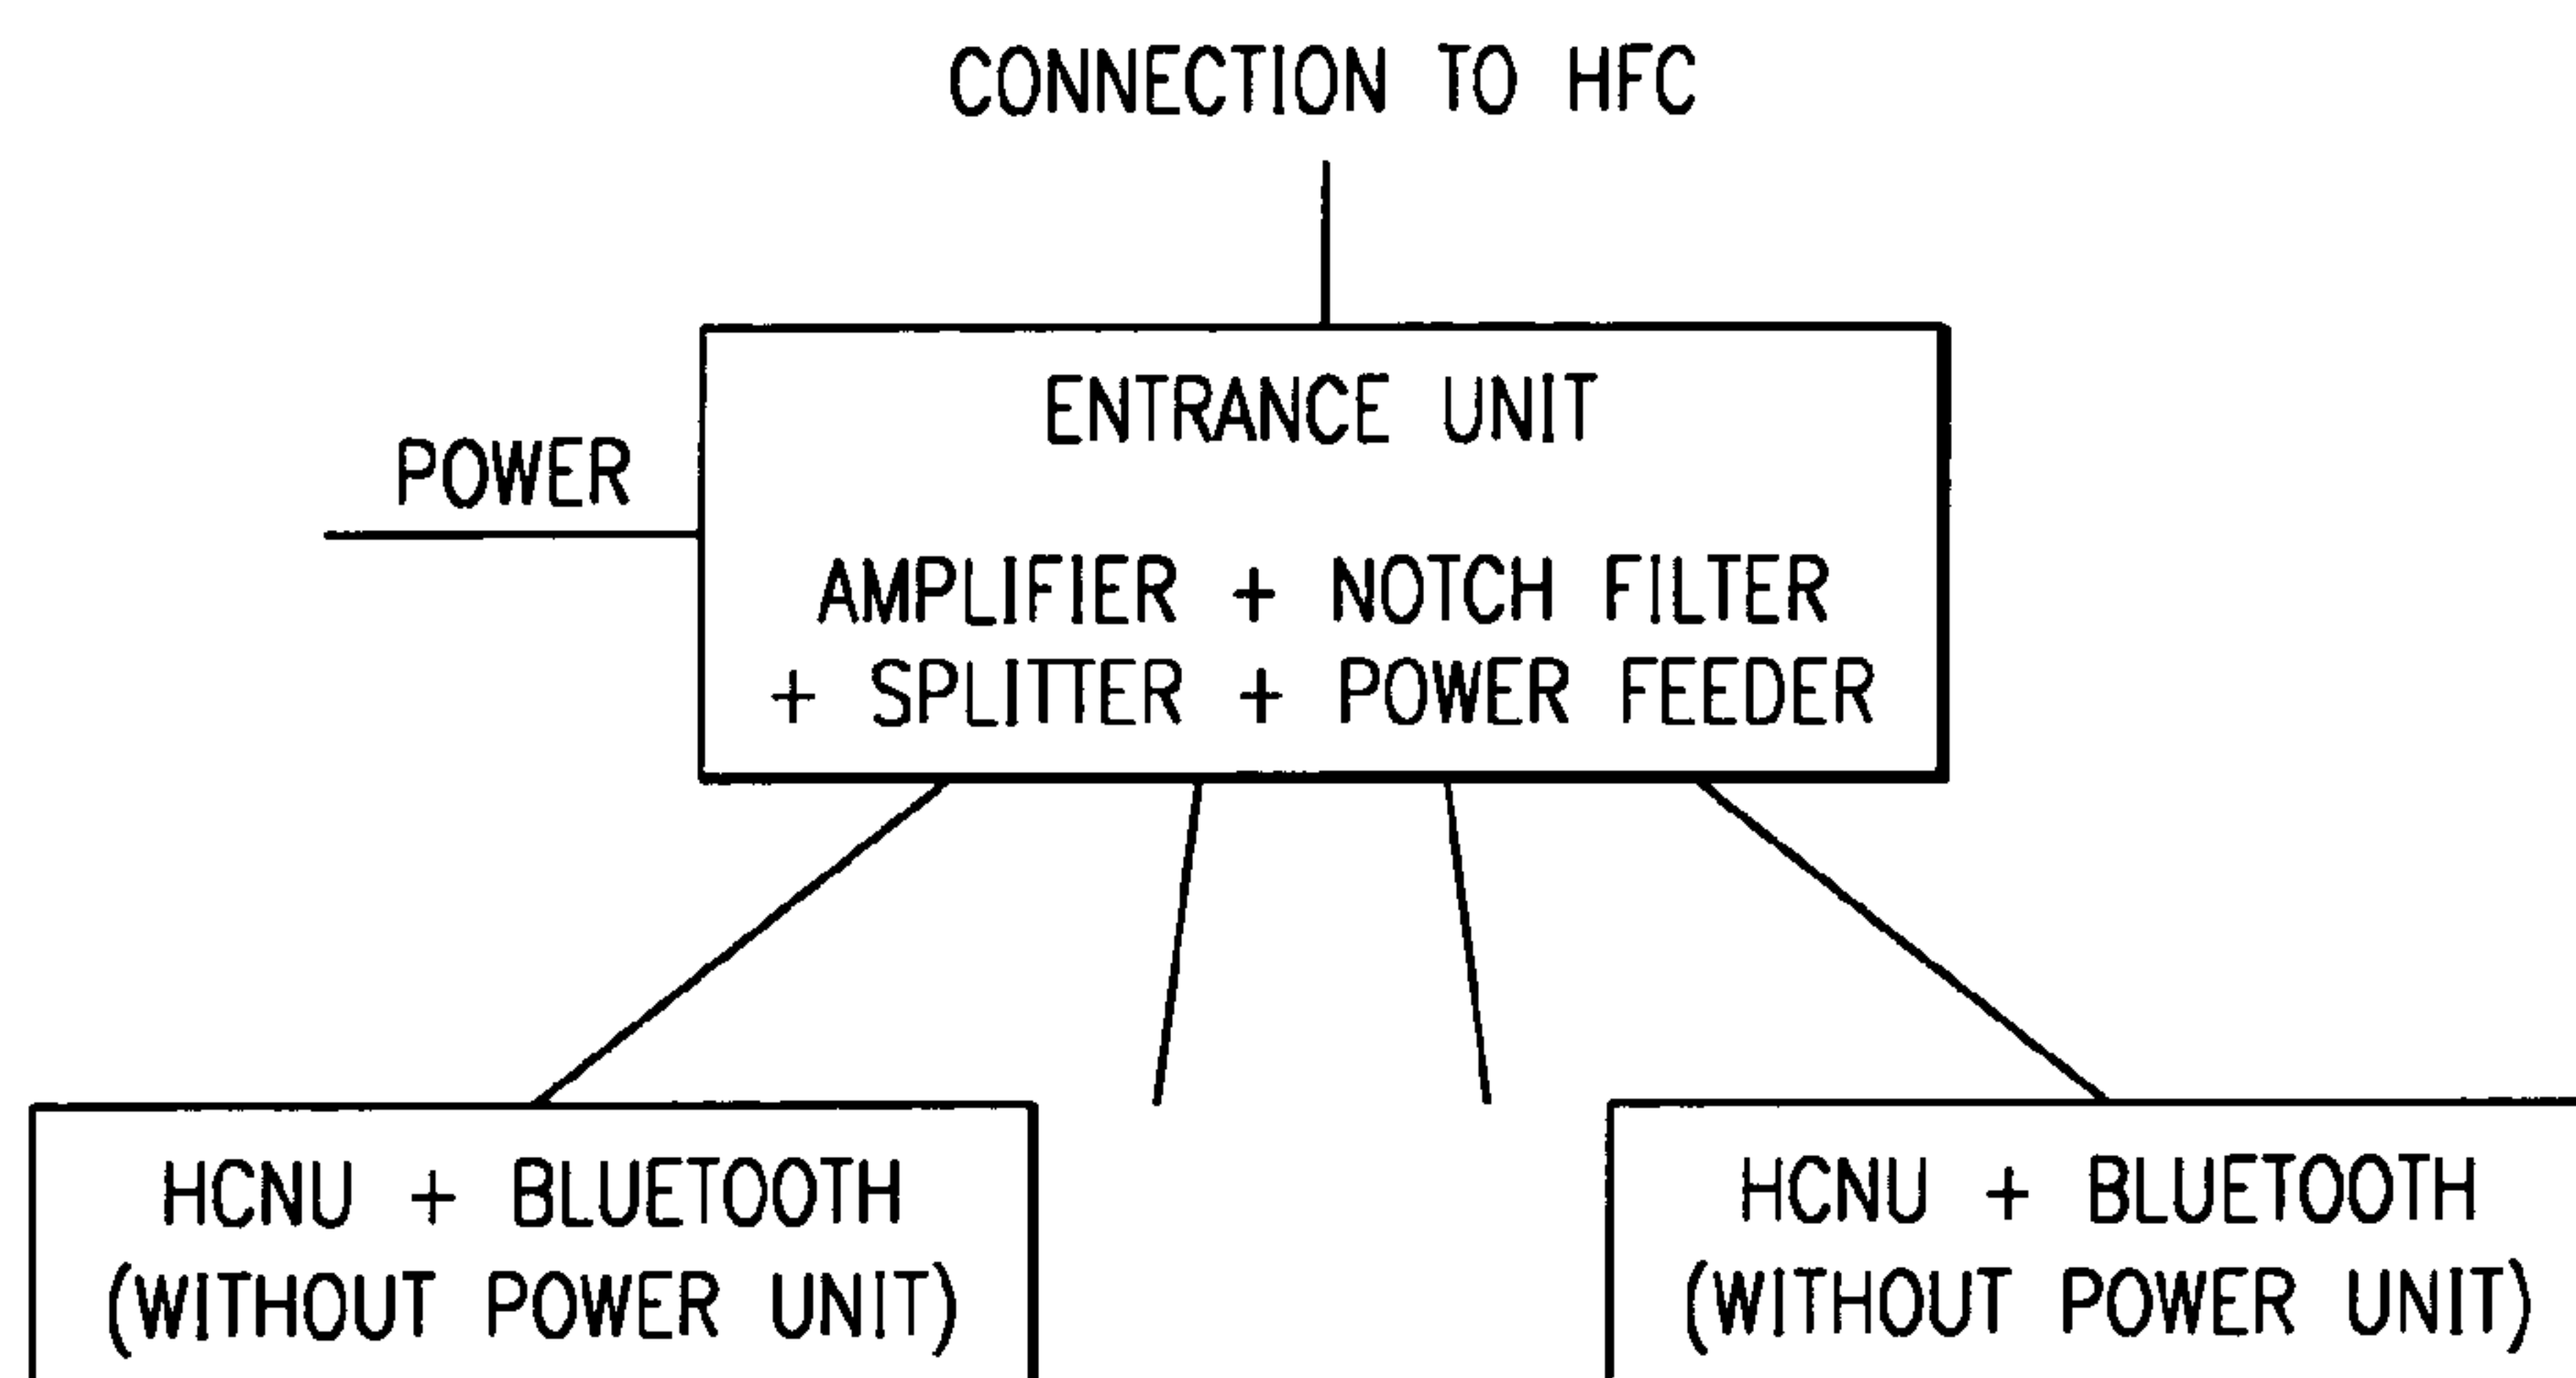 CONNECTION TO HFC
ENTRANCE UNIT
POWER
AMPLIFIER + NOTCH FILTER
+ SPLITTER + POWER FEEDER
HCNU + BLUETOOTH
(WITHOUT POWER UNIT)
HCNU + BLUETOOTH
(WITHOUT POWER UNIT)